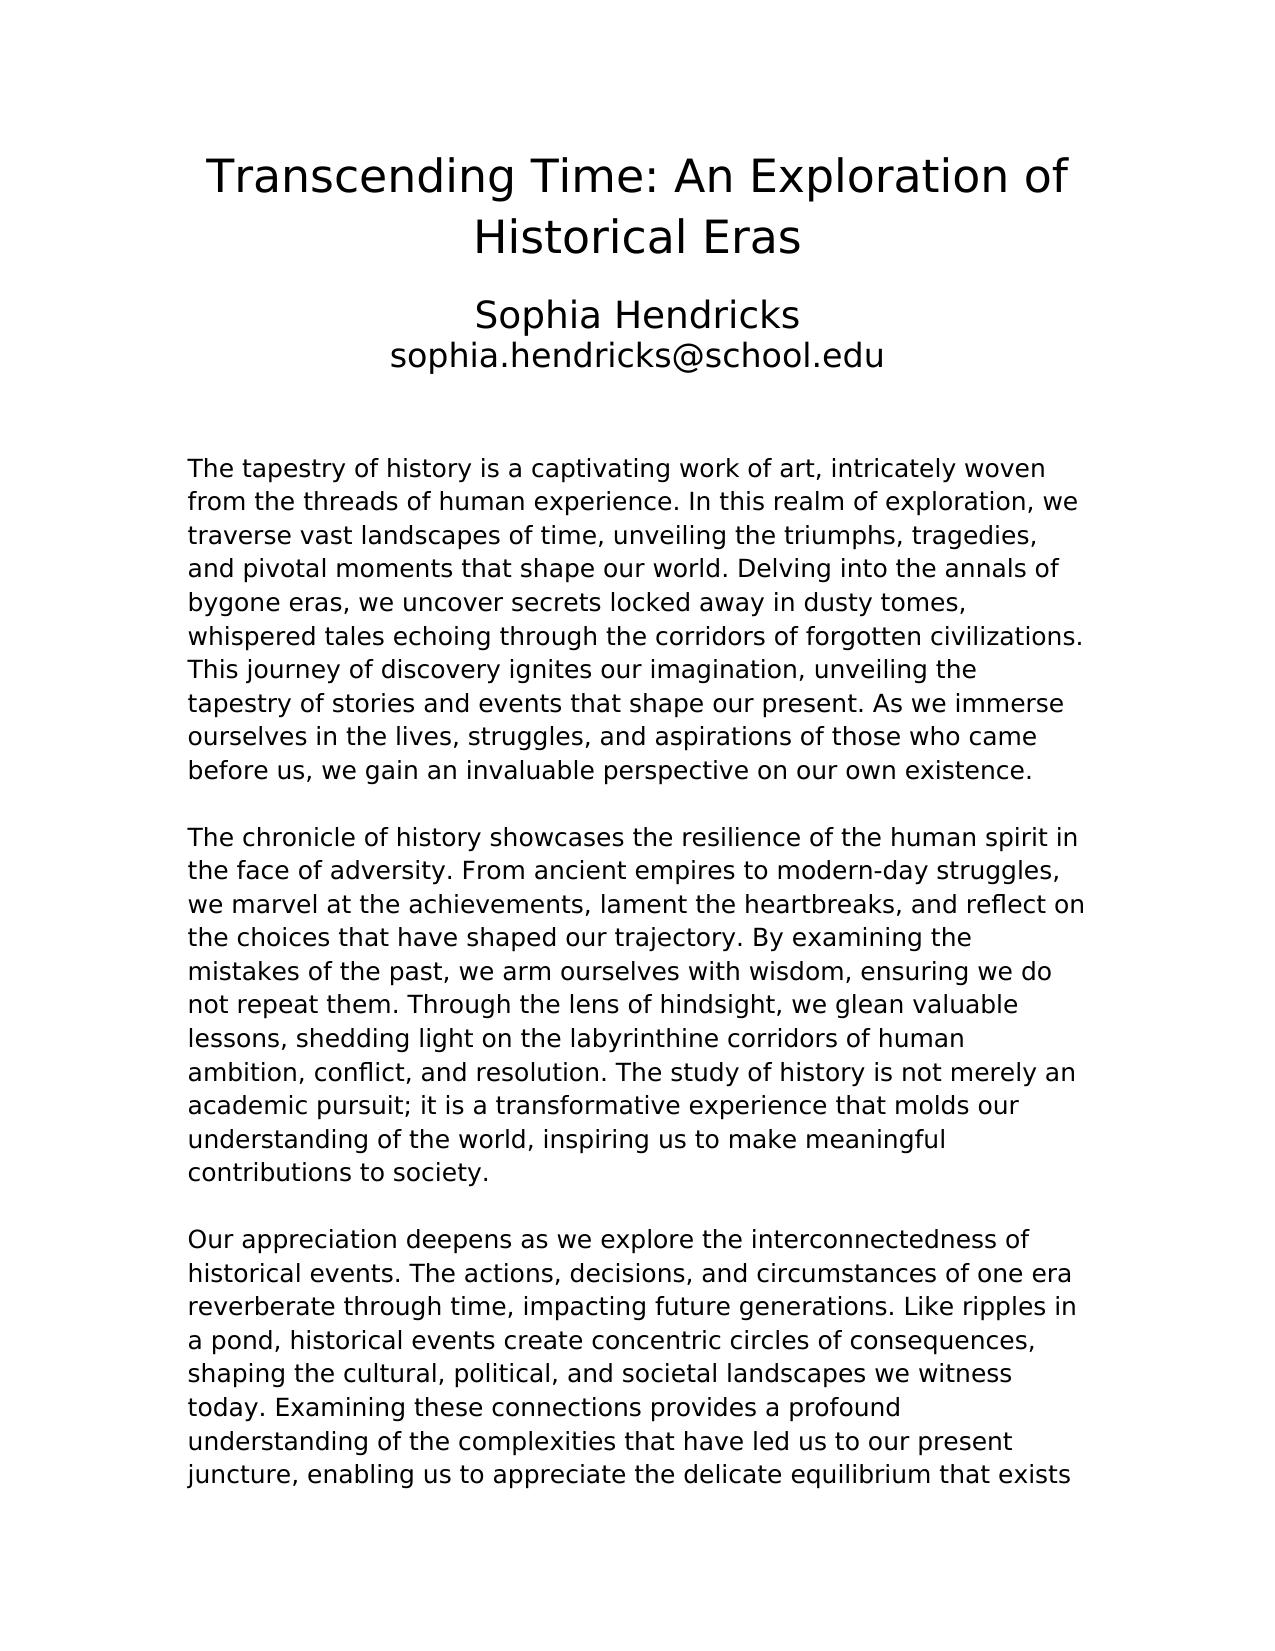 Transcending Time: An Exploration of
Historical Eras
Sophia Hendricks
sophia.hendricks@school.edu
The tapestry of history is a captivating work of art, intricately woven
from the threads of human experience. In this realm of exploration, we
traverse vast landscapes of time, unveiling the triumphs, tragedies,
and pivotal moments that shape our world. Delving into the annals of
bygone eras, we uncover secrets locked away in dusty tomes,
whispered tales echoing through the corridors of forgotten civilizations.
This journey of discovery ignites our imagination, unveiling the
tapestry of stories and events that shape our present. As we immerse
ourselves in the lives, struggles, and aspirations of those who came
before us, we gain an invaluable perspective on our own existence.
The chronicle of history showcases the resilience of the human spirit in
the face of adversity. From ancient empires to modern-day struggles,
we marvel at the achievements, lament the heartbreaks, and reflect on
the choices that have shaped our trajectory. By examining the
mistakes of the past, we arm ourselves with wisdom, ensuring we do
not repeat them. Through the lens of hindsight, we glean valuable
lessons, shedding light on the labyrinthine corridors of human
ambition, conflict, and resolution. The study of history is not merely an
academic pursuit; it is a transformative experience that molds our
understanding of the world, inspiring us to make meaningful
contributions to society.
Our appreciation deepens as we explore the interconnectedness of
historical events. The actions, decisions, and circumstances of one era
reverberate through time, impacting future generations. Like ripples in
a pond, historical events create concentric circles of consequences,
shaping the cultural, political, and societal landscapes we witness
today. Examining these connections provides a profound
understanding of the complexities that have led us to our present
juncture, enabling us to appreciate the delicate equilibrium that exists